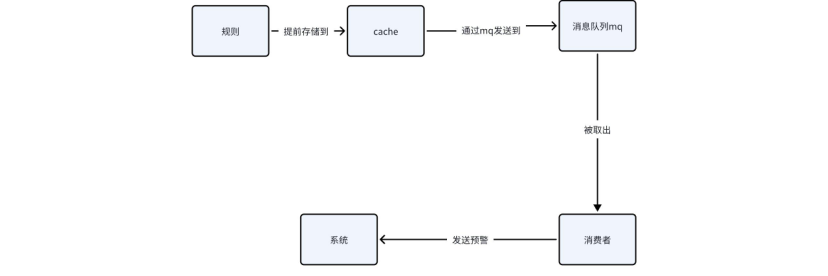 规则
提前存储到
cache
通过mq发送到
消息队列mq
被取出
消费者
发送预警
系统